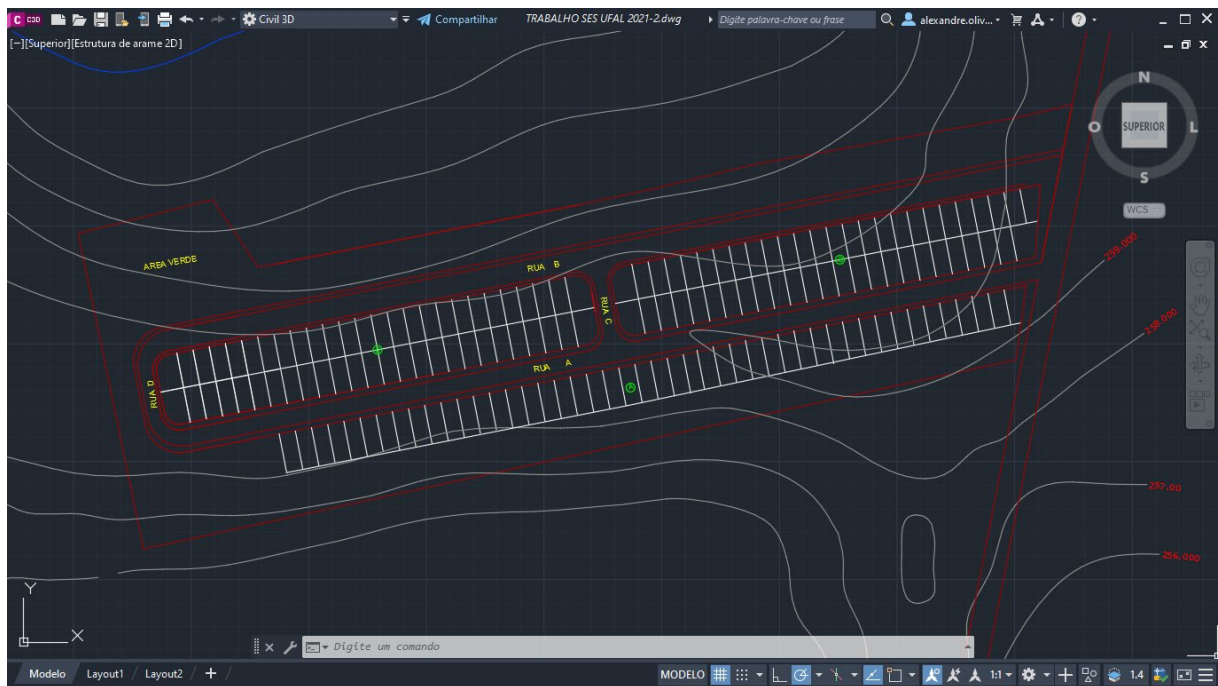 C C3D Civil 3D Compartilhar TRABALHO SES UFAL 2021-2.dwg Digite palavra-chave ou frase alexandre.oliv...
[−][Superior][Estrutura de arame 2D]
N
O SUPERIOR L
S
WCS
259.000
AREA VERDE
RUA B
RUA C
258.000
RUA A
RUA D
257.00
256.000
Y
X
Digite um comando
Modelo Layout1 Layout2 + MODELO 1:1 1.4